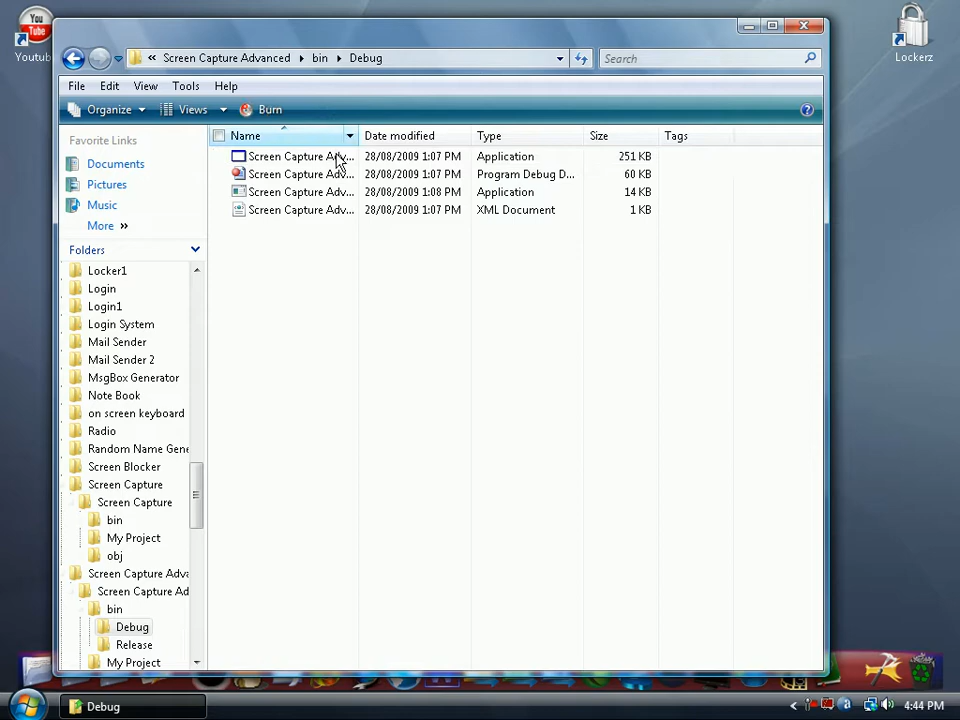 You
Tube
Youtub
Lockerz
« Screen Capture Advanced bin Debug
Search
File Edit View Tools Help
Organize Views Burn
Favorite Links
Documents
Pictures
Music
More »
Folders
Locker1
Login
Login1
Login System
Mail Sender
Mail Sender 2
MsgBox Generator
Note Book
on screen keyboard
Radio
Random Name Gene
Screen Blocker
Screen Capture
Screen Capture
bin
My Project
obj
Screen Capture Adva
Screen Capture Ad
bin
Debug
Release
My Project
Name Date modified Type Size Tags
Screen Capture Adv... 28/08/2009 1:07 PM Application 251 KB
Screen Capture Adv... 28/08/2009 1:07 PM Program Debug D... 60 KB
Screen Capture Adv... 28/08/2009 1:08 PM Application 14 KB
Screen Capture Adv... 28/08/2009 1:07 PM XML Document 1 KB
Debug
4:44 PM